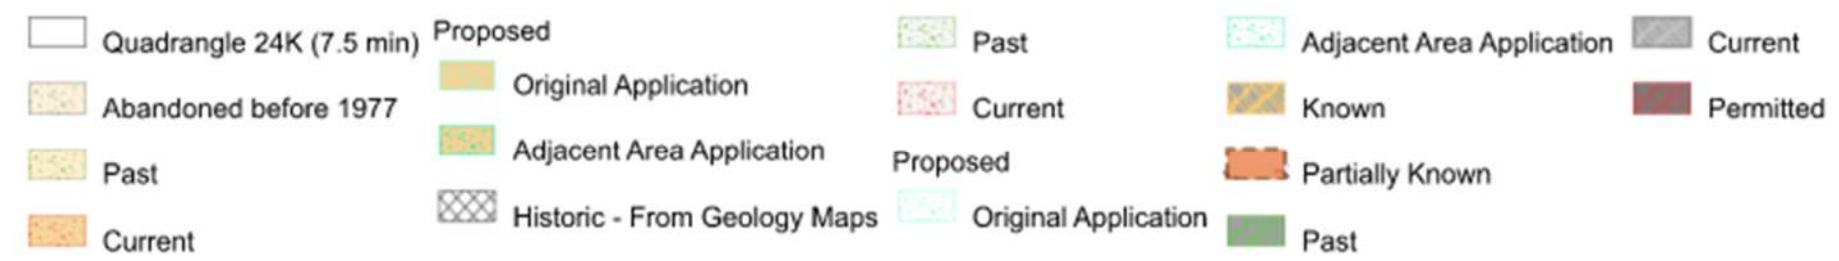 Quadrangle 24K (7.5 min)
Abandoned before 1977
Past
Current
Proposed
Original Application
Adjacent Area Application
Historic - From Geology Maps
Past
Current
Proposed
Original Application
Adjacent Area Application
Known
Partially Known
Past
Current
Permitted